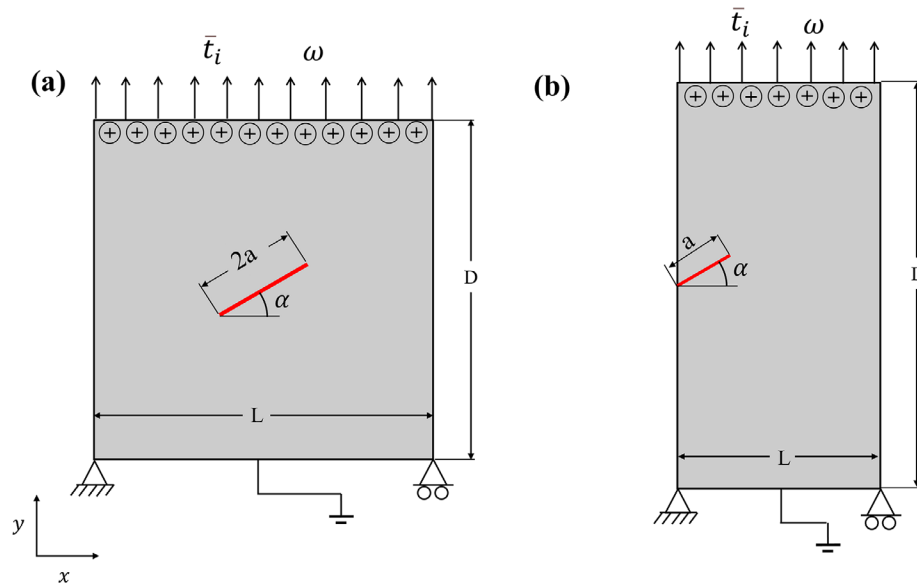 (a)
t̄ᵢ
ω
+ + + + + + + + + + + +
2a
α
D
L
y
x
(b)
t̄ᵢ
ω
+ + + + + + +
a
α
D
L